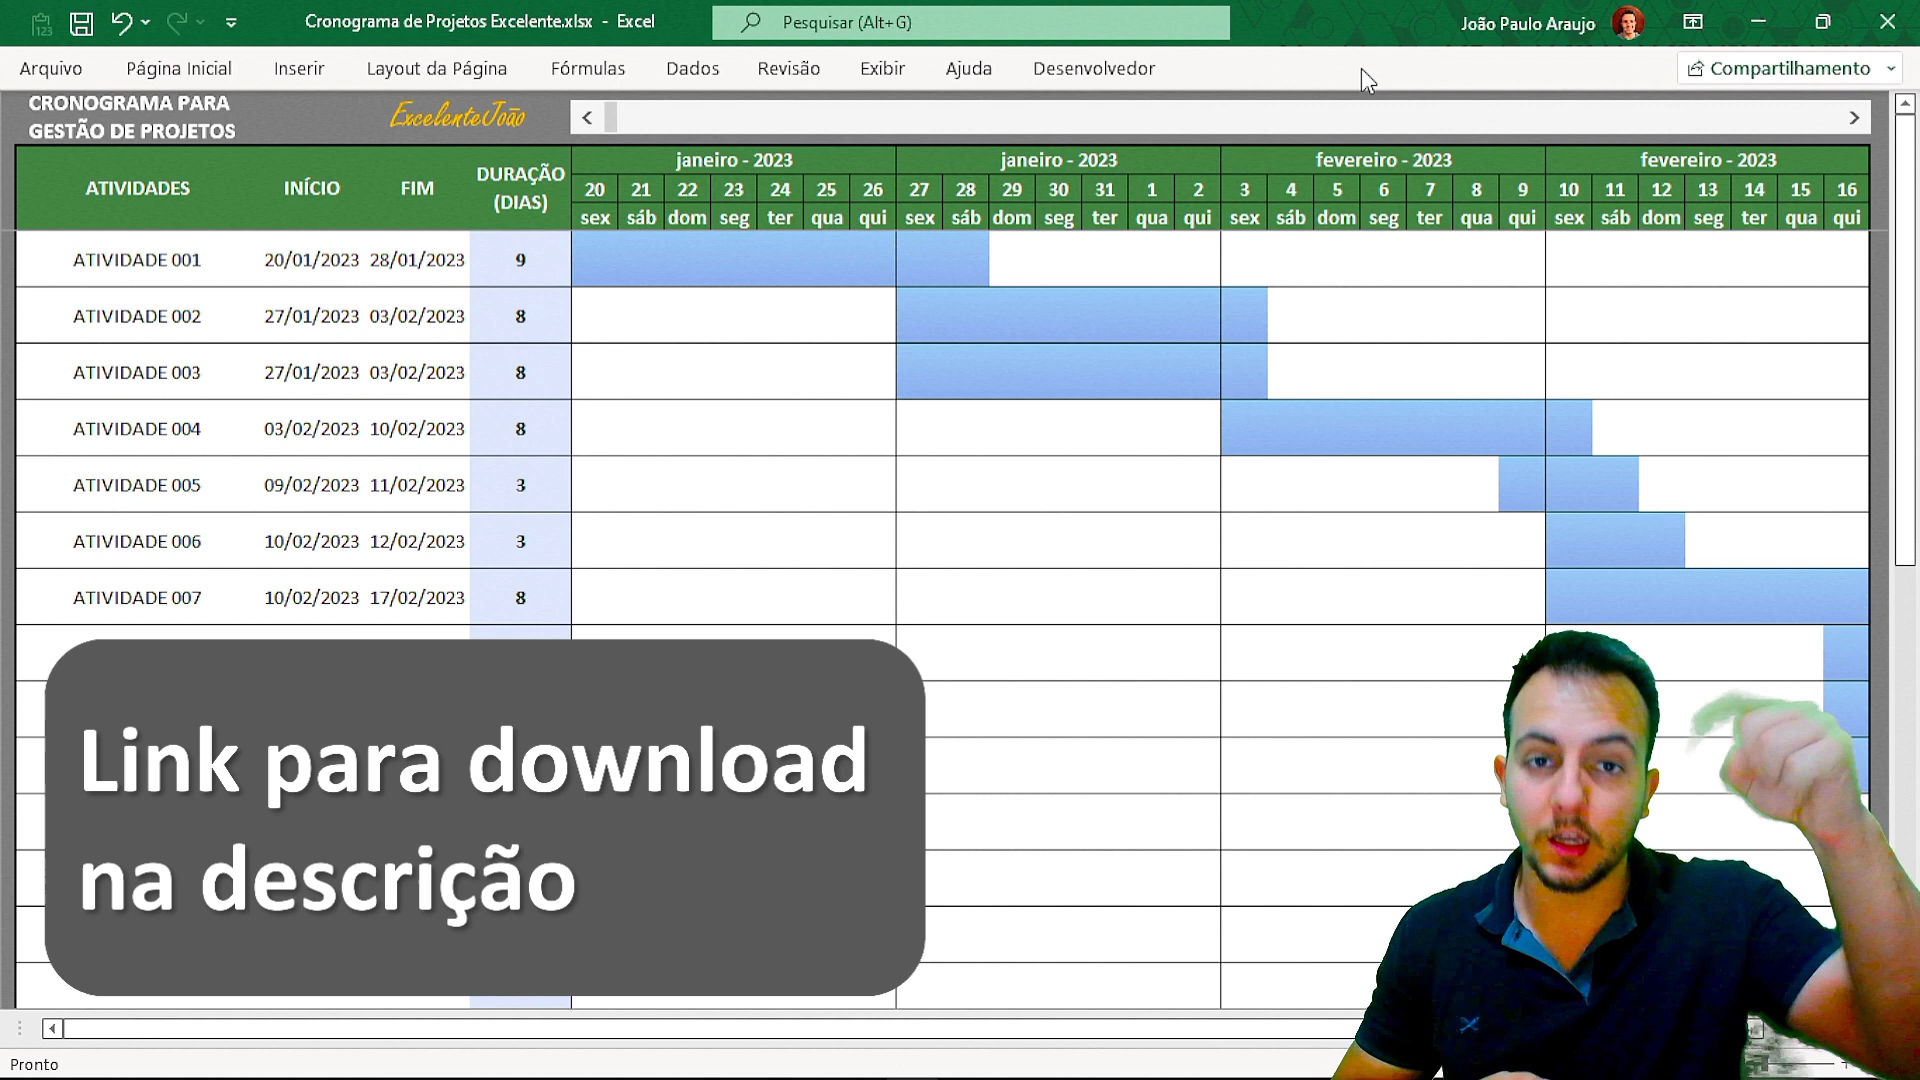 Cronograma de Projetos Excelente.xlsx - Excel
Pesquisar (Alt+G)
João Paulo Araujo
Arquivo Página Inicial Inserir Layout da Página Fórmulas Dados Revisão Exibir Ajuda Desenvolvedor Compartilhamento
CRONOGRAMA PARA
GESTÃO DE PROJETOS
ExcelenteJoão
ATIVIDADES INÍCIO FIM DURAÇÃO (DIAS)
janeiro - 2023 janeiro - 2023 fevereiro - 2023 fevereiro - 2023
20 21 22 23 24 25 26 27 28 29 30 31 1 2 3 4 5 6 7 8 9 10 11 12 13 14 15 16
sex sáb dom seg ter qua qui sex sáb dom seg ter qua qui sex sáb dom seg ter qua qui sex sáb dom seg ter qua qui
ATIVIDADE 001 20/01/2023 28/01/2023 9
ATIVIDADE 002 27/01/2023 03/02/2023 8
ATIVIDADE 003 27/01/2023 03/02/2023 8
ATIVIDADE 004 03/02/2023 10/02/2023 8
ATIVIDADE 005 09/02/2023 11/02/2023 3
ATIVIDADE 006 10/02/2023 12/02/2023 3
ATIVIDADE 007 10/02/2023 17/02/2023 8
Link para download
na descrição
Pronto